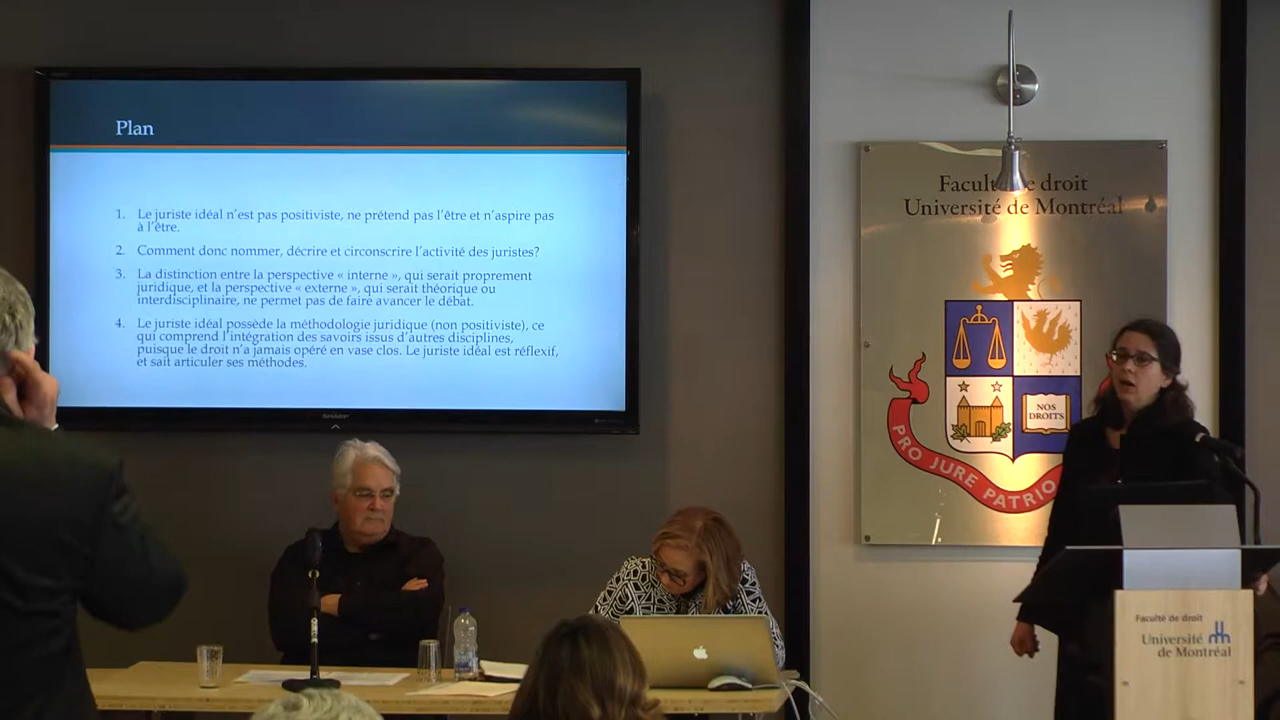 Plan
1. Le juriste idéal n'est pas positiviste, ne prétend pas l'être et n'aspire pas
à l'être.
2. Comment donc nommer, décrire et circonscrire l'activité des juristes?
3. La distinction entre la perspective « interne », qui serait proprement
juridique, et la perspective « externe », qui serait théorique ou
interdisciplinaire, ne permet pas de faire avancer le débat.
4. Le juriste idéal possède la méthodologie juridique (non positiviste), ce
qui comprend l'intégration des savoirs issus d'autres disciplines,
puisque le droit n'a jamais opéré en vase clos. Le juriste idéal est réflexif,
et sait articuler ses méthodes.
SHARP
Faculté de droit
Université de Montréal
NOS
DROITS
PRO JURE PATRIO
Faculté de droit
Université
de Montréal